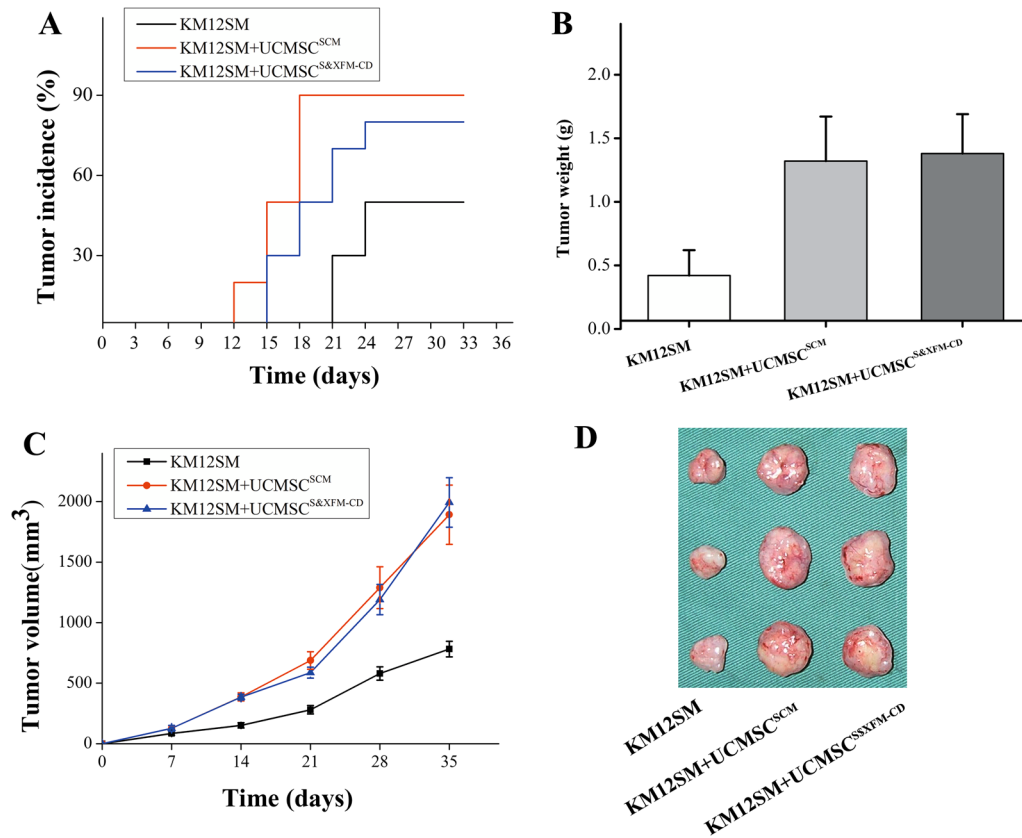 A
KM12SM
KM12SM+UCMSC^SCM
KM12SM+UCMSC^S&XFM-CD
Tumor incidence (%)
90
60
30
0 3 6 9 12 15 18 21 24 27 30 33 37
Time (days)
B
Tumor weight (g)
2.0
1.5
1.0
0.5
0.0
KM12SM
KM12SM+UCMSC^SCM
KM12SM+UCMSC^S&XFM-CD
C
KM12SM
KM12SM+UCMSC^SCM
KM12SM+UCMSC^S&XFM-CD
Tumor volume(mm³)
2000
1500
1000
500
0
0 7 14 21 28 35
Time (days)
D
KM12SM
KM12SM+UCMSC^SCM
KM12SM+UCMSC^S$XFM-CD